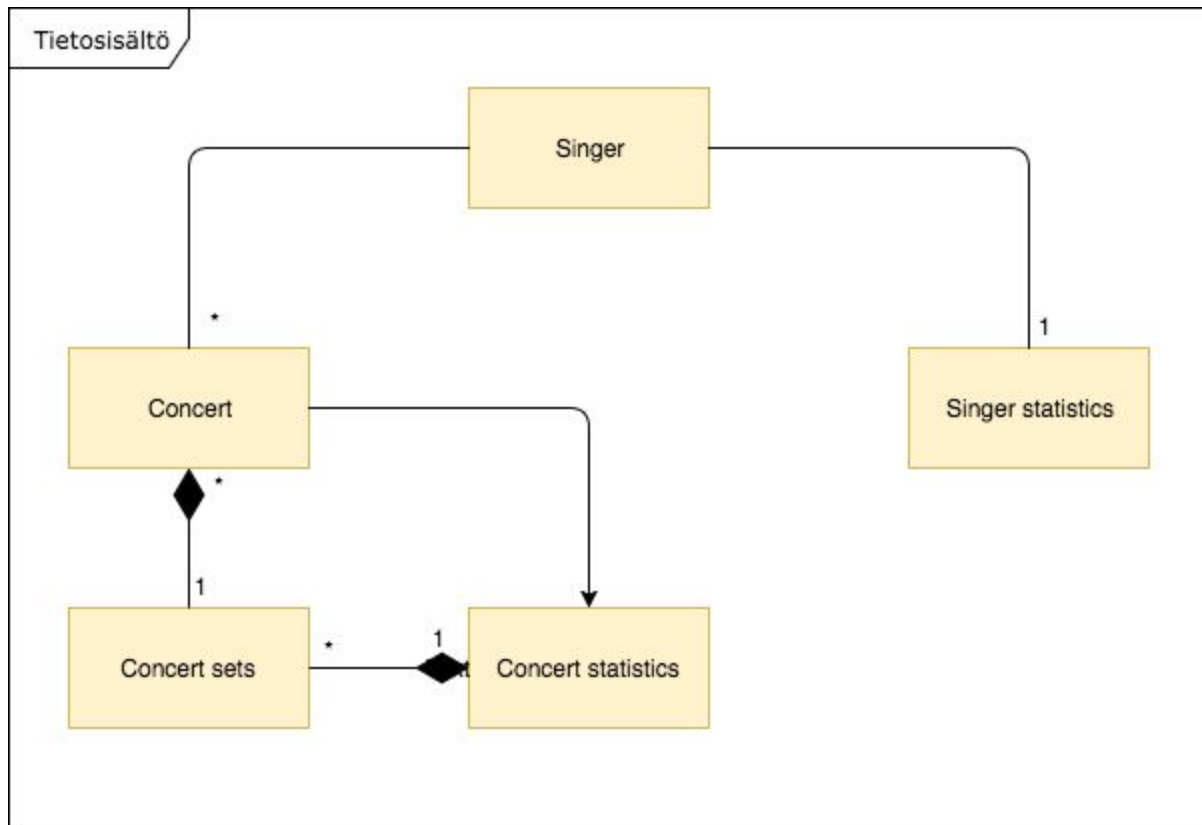 Tietosisältö
Singer
*
1
Concert
Singer statistics
*
1
*
1
Concert sets
Concert statistics